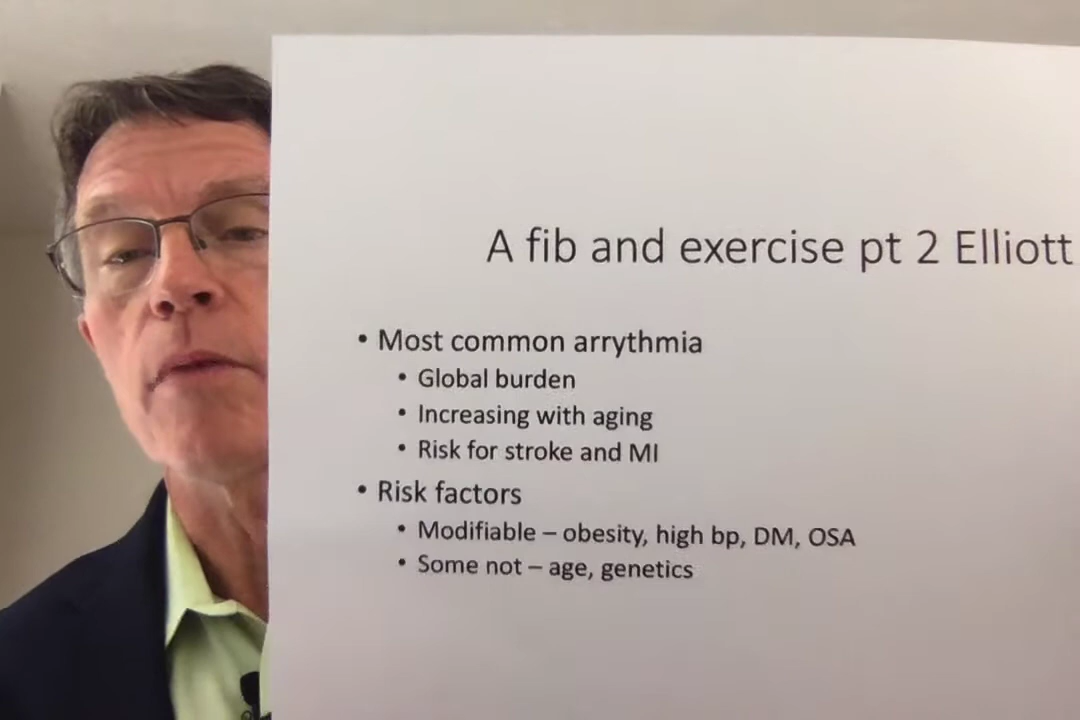 A fib and exercise pt 2 Elliott
• Most common arrythmia
• Global burden
• Increasing with aging
• Risk for stroke and MI
• Risk factors
• Modifiable – obesity, high bp, DM, OSA
• Some not – age, genetics